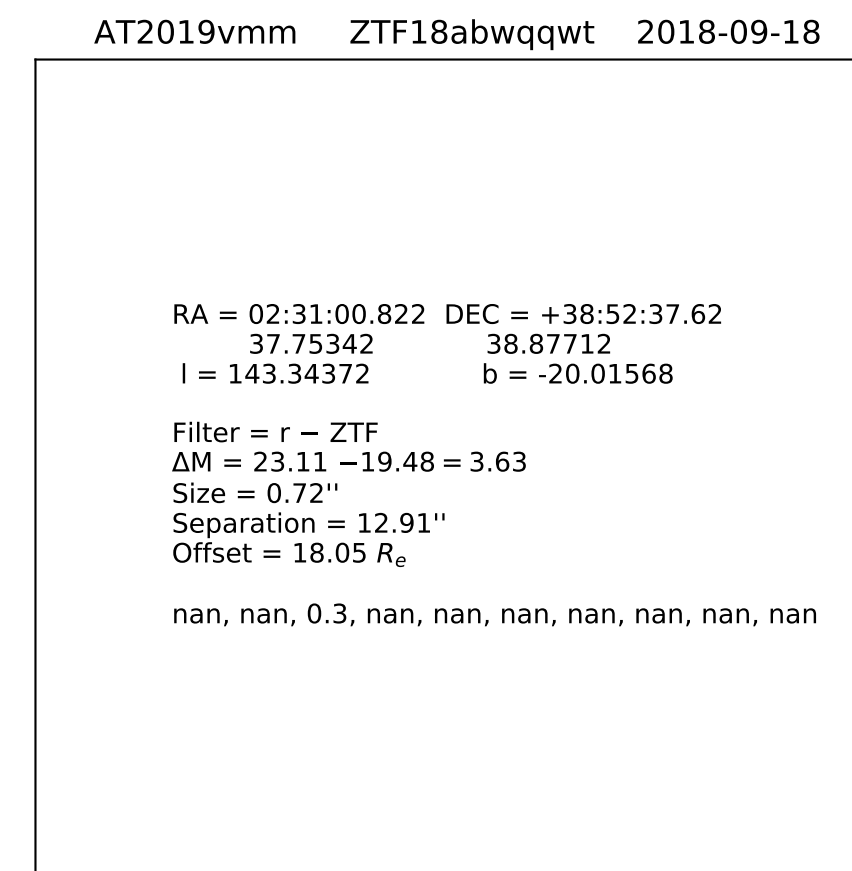 AT2019vmm ZTF18abwqqwt 2018-09-18
RA = 02:31:00.822 DEC = +38:52:37.62
37.75342 38.87712
l = 143.34372 b = -20.01568
Filter = r − ZTF
ΔM = 23.11 −19.48 = 3.63
Size = 0.72''
Separation = 12.91''
Offset = 18.05 Re
nan, nan, 0.3, nan, nan, nan, nan, nan, nan, nan